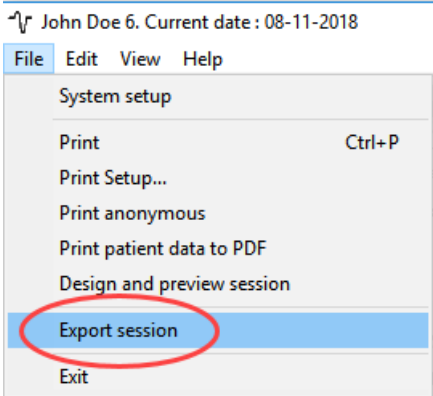 John Doe 6. Current date : 08-11-2018
File Edit View Help
System setup
Print Ctrl+P
Print Setup...
Print anonymous
Print patient data to PDF
Design and preview session
Export session
Exit